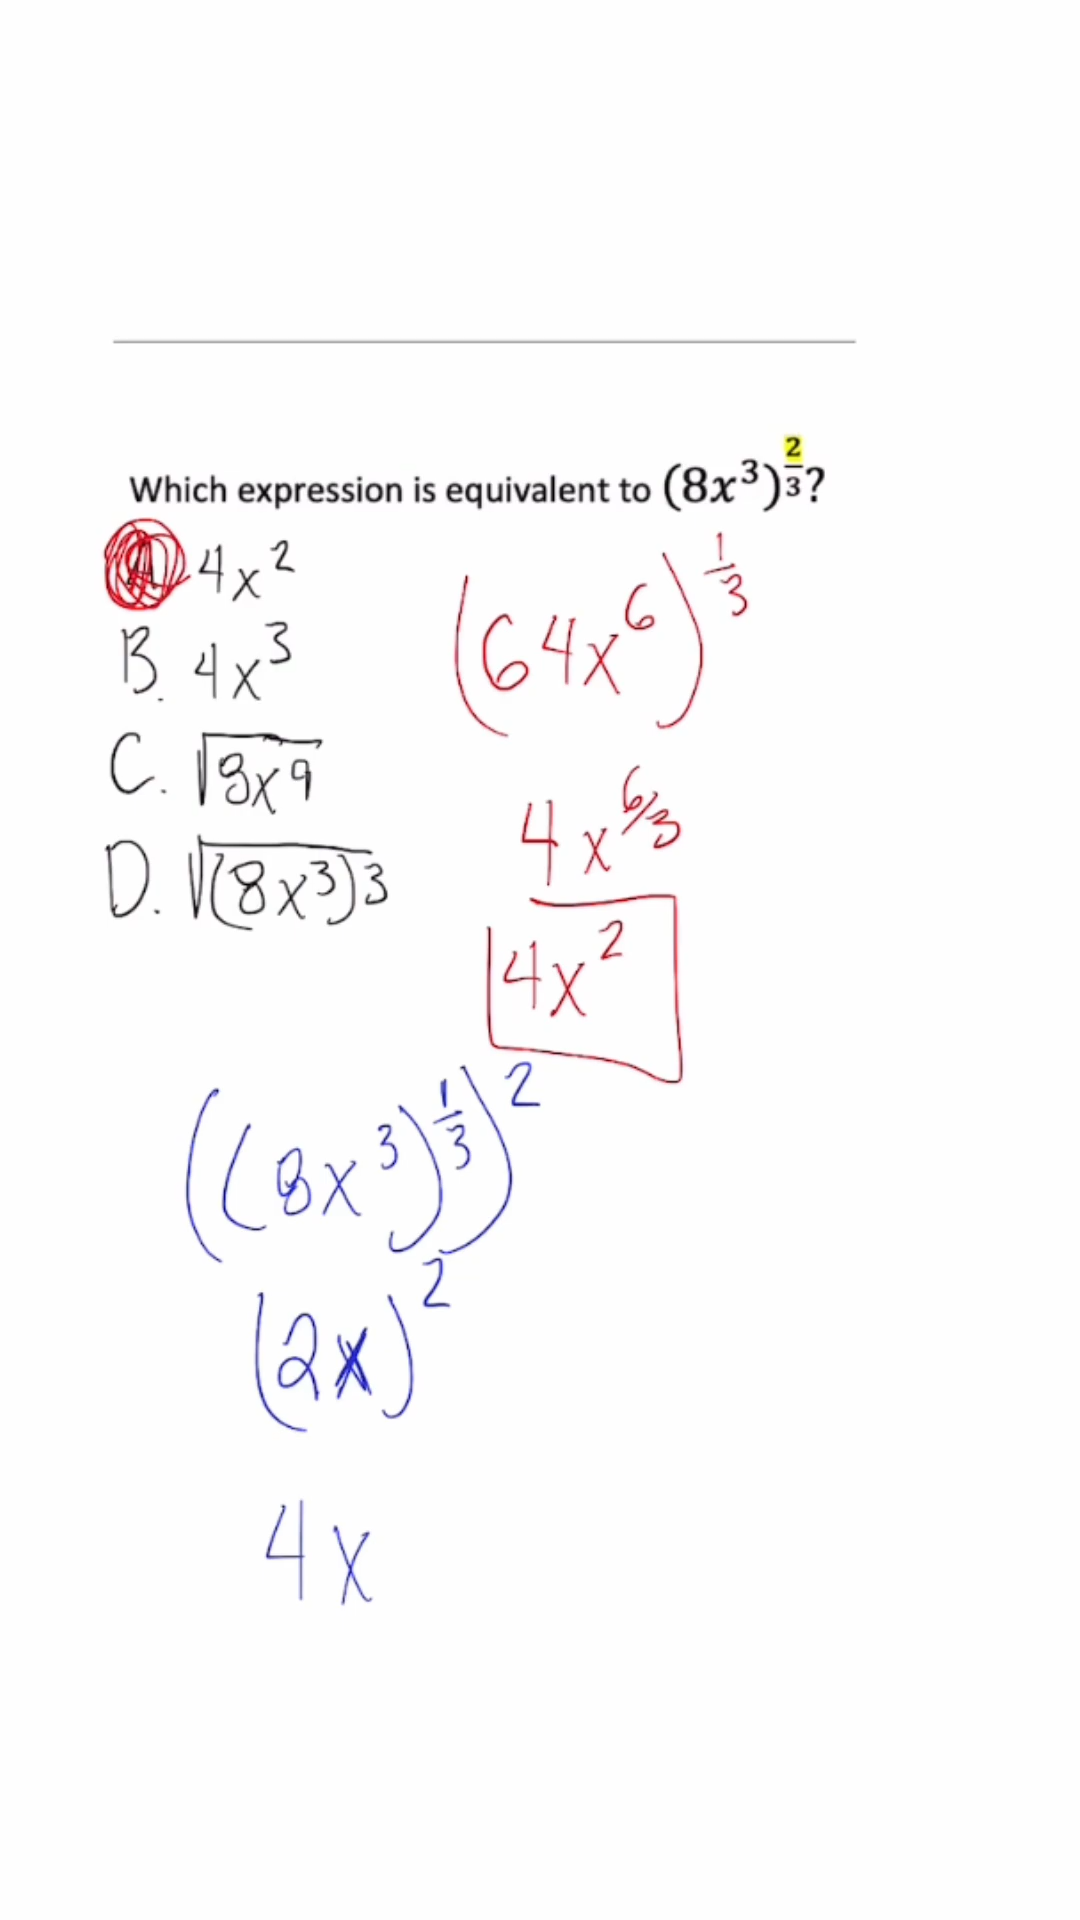 Which expression is equivalent to (8x³)^(2/3)?
A 4x²
B. 4x³
C. √8x⁹
D. √(8x³)³
(64x⁶)^(1/3)
4x^(6/3)
4x²
((8x³)^(1/3))²
(2x)²
4x